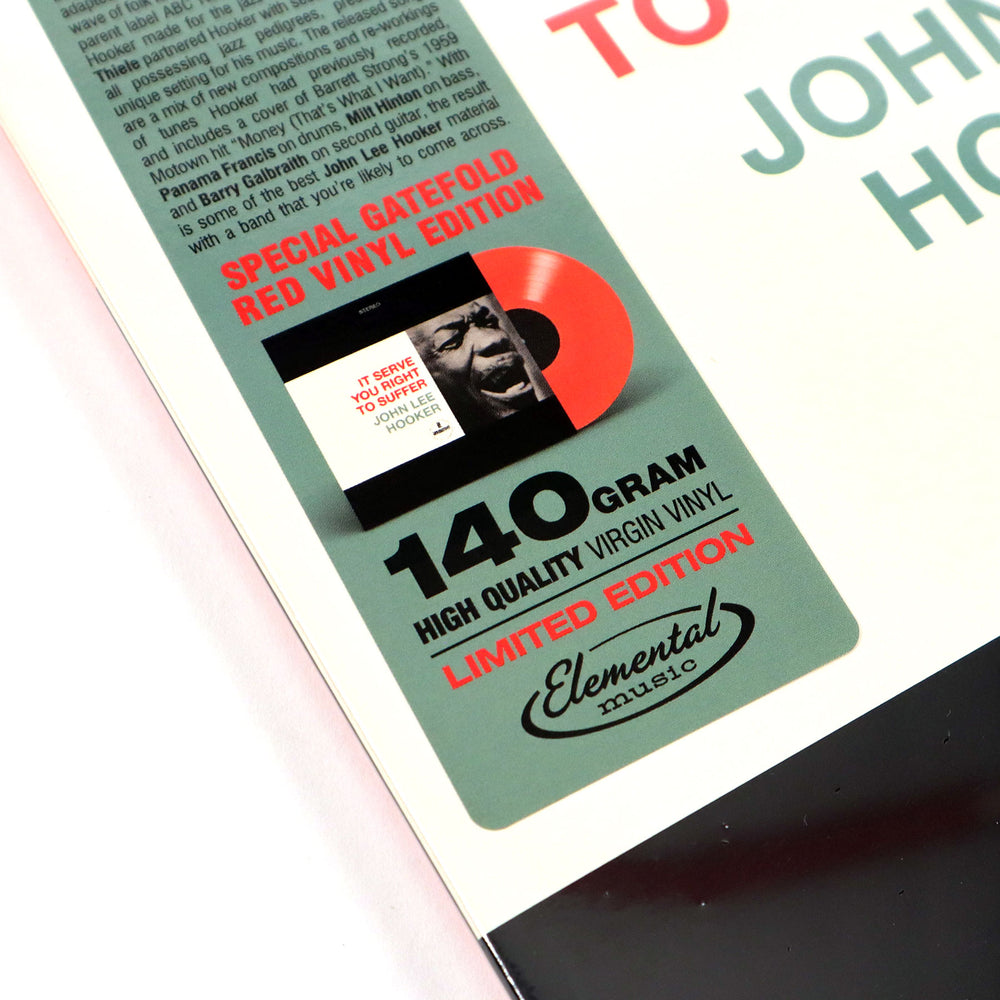 wave of folk
parent label ABC
Hooker made for the jazz
Thiele partnered Hooker with
all possessing jazz pedigrees,
unique setting for his music. The released
are a mix of new compositions and re-workings
of tunes Hooker had previously recorded,
and includes a cover of Barrett Strong's 1959
Motown hit "Money (That's What I Want)." With
Panama Francis on drums, Milt Hinton on bass,
and Barry Galbraith on second guitar, the result
is some of the best John Lee Hooker material
with a band that you're likely to come across.
SPECIAL GATEFOLD
RED VINYL EDITION
STEREO
IT SERVE
YOU RIGHT
TO SUFFER
JOHN LEE
HOOKER
140GRAM
HIGH QUALITY VIRGIN VINYL
LIMITED EDITION
Elemental
music
TO
JOHN
HO